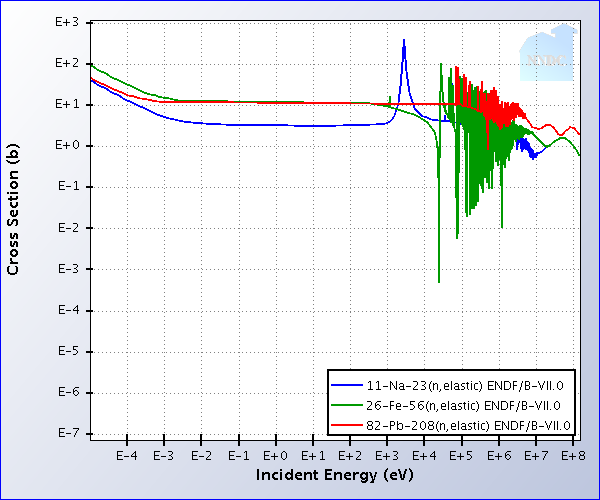 E+3
E+2
E+1
E+0
E-1
E-2
E-3
E-4
E-5
E-6
E-7
Cross Section (b)
NNDC
11-Na-23(n,elastic) ENDF/B-VII.0
26-Fe-56(n,elastic) ENDF/B-VII.0
82-Pb-208(n,elastic) ENDF/B-VII.0
E-4 E-3 E-2 E-1 E+0 E+1 E+2 E+3 E+4 E+5 E+6 E+7 E+8
Incident Energy (eV)